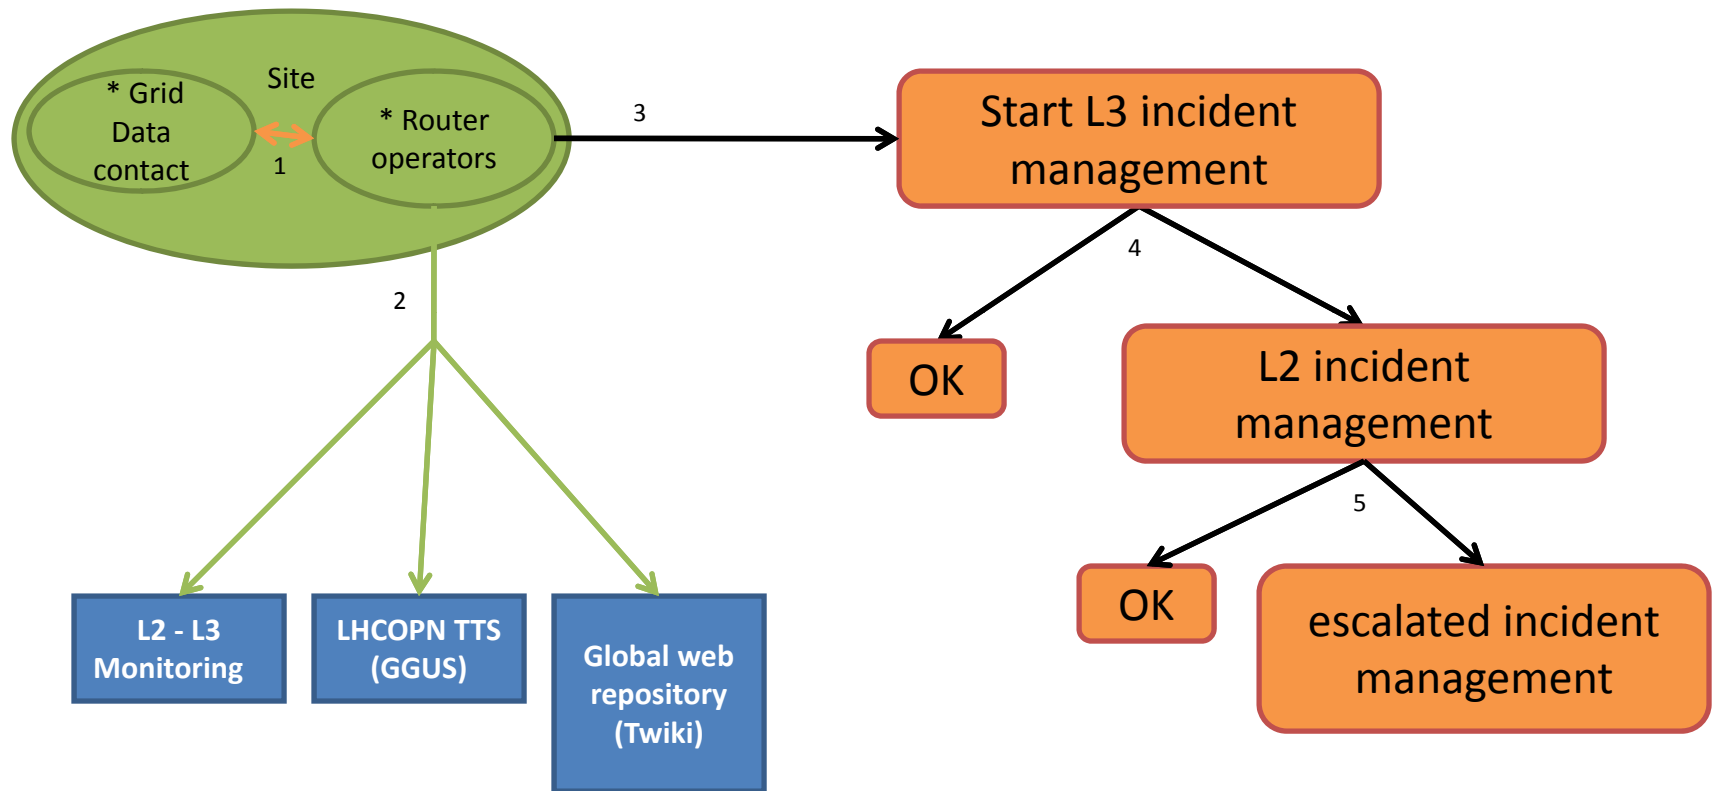 Site
* Grid
Data
contact
1
* Router
operators
3
Start L3 incident
management
2
4
OK
L2 incident
management
5
OK
escalated incident
management
L2 - L3
Monitoring
LHCOPN TTS
(GGUS)
Global web
repository
(Twiki)